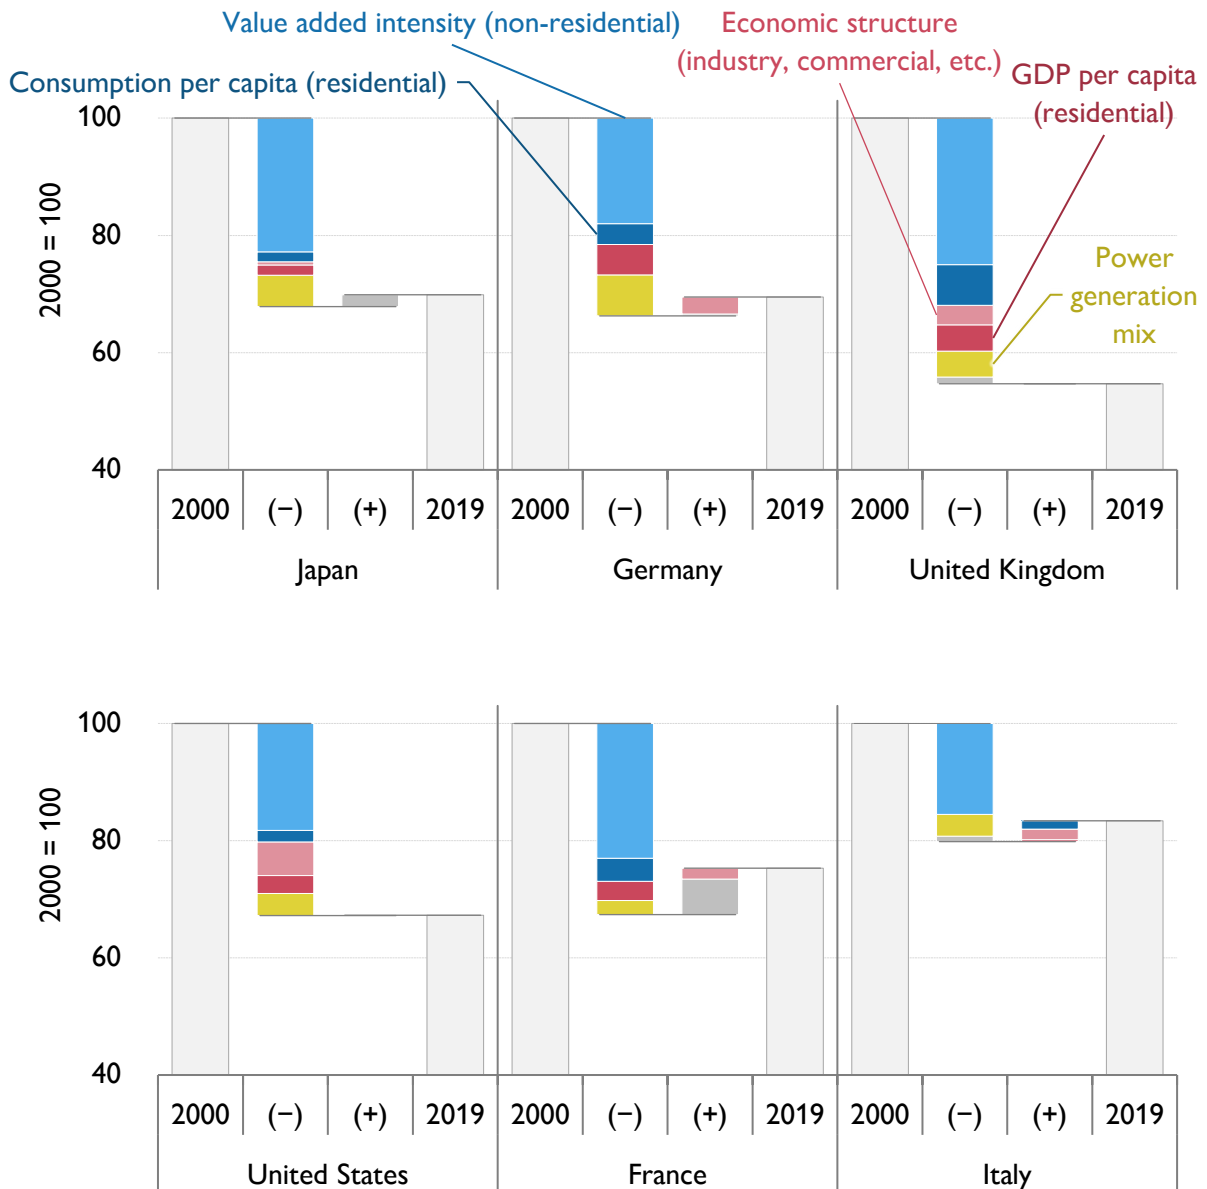 Value added intensity (non-residential)
Economic structure
(industry, commercial, etc.)
Consumption per capita (residential)
GDP per capita
(residential)
Power
generation
mix
2000 = 100
100
80
60
40
2000 (−) (+) 2019 2000 (−) (+) 2019 2000 (−) (+) 2019
Japan Germany United Kingdom
2000 = 100
100
80
60
40
2000 (−) (+) 2019 2000 (−) (+) 2019 2000 (−) (+) 2019
United States France Italy